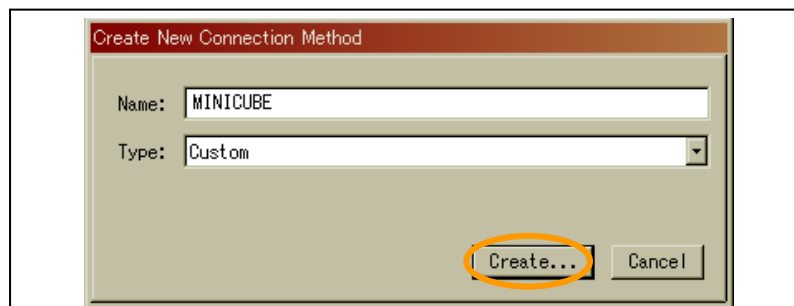 Create New Connection Method
Name: MINICUBE
Type: Custom
Create... Cancel